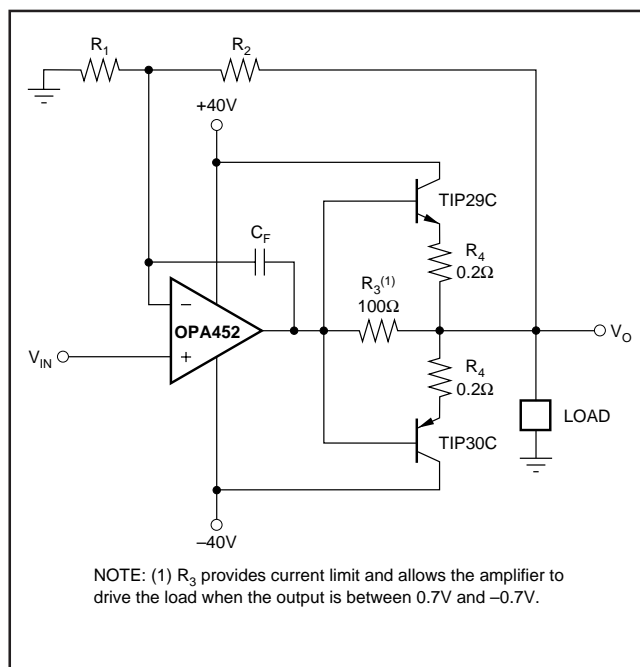 R1
R2
+40V
TIP29C
CF
R4
0.2Ω
R3(1)
100Ω
–
OPA452
+
VIN
VO
R4
0.2Ω
LOAD
TIP30C
–40V
NOTE: (1) R3 provides current limit and allows the amplifier to
drive the load when the output is between 0.7V and –0.7V.